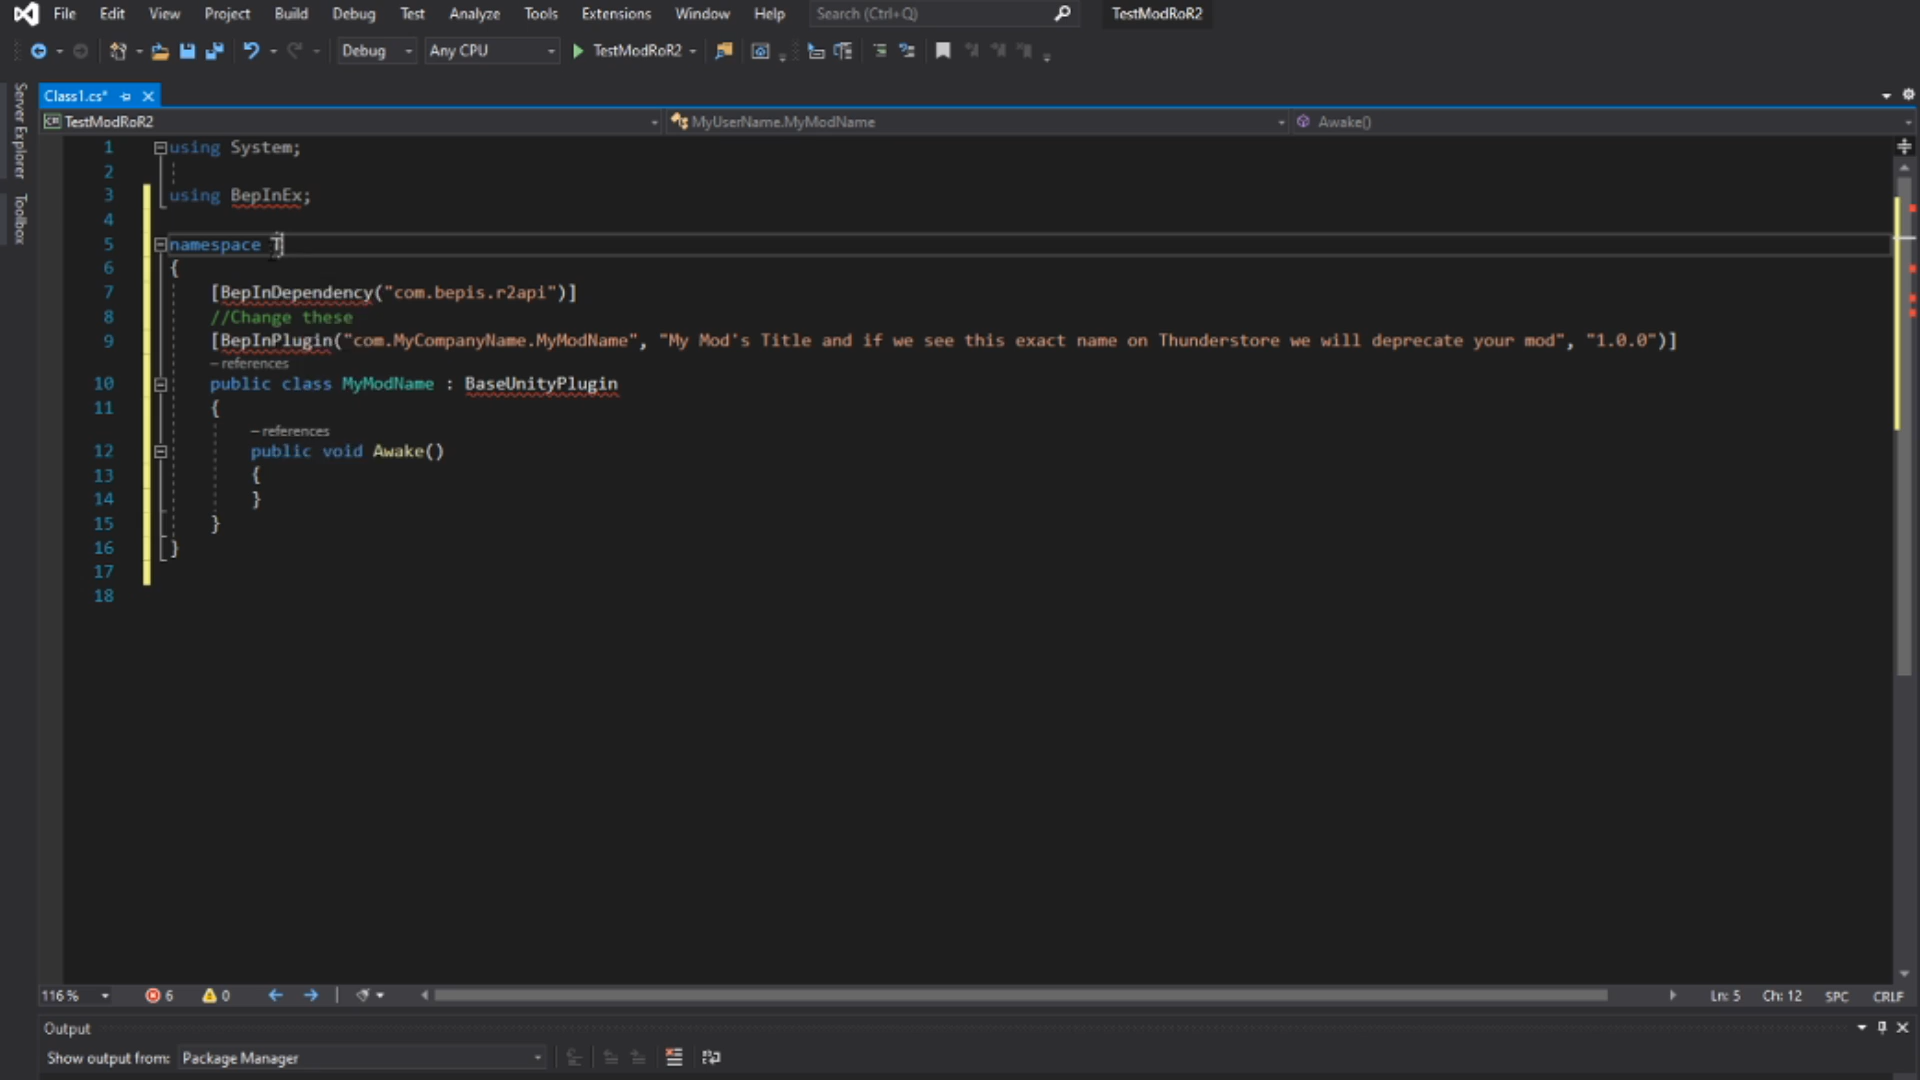 File Edit View Project Build Debug Test Analyze Tools Extensions Window Help Search (Ctrl+Q) TestModRoR2
Debug Any CPU TestModRoR2
Server Explorer
Toolbox
Class1.cs*
TestModRoR2 MyUserName.MyModName Awake()
1 using System;
2
3 using BepInEx;
4
5 namespace T
6 {
7 [BepInDependency("com.bepis.r2api")]
8 //Change these
9 [BepInPlugin("com.MyCompanyName.MyModName", "My Mod's Title and if we see this exact name on Thunderstore we will deprecate your mod", "1.0.0")]
– references
10 public class MyModName : BaseUnityPlugin
11 {
– references
12 public void Awake()
13 {
14 }
15 }
16 }
17
18
116 % 6 0 Ln: 5 Ch: 12 SPC CRLF
Output
Show output from: Package Manager